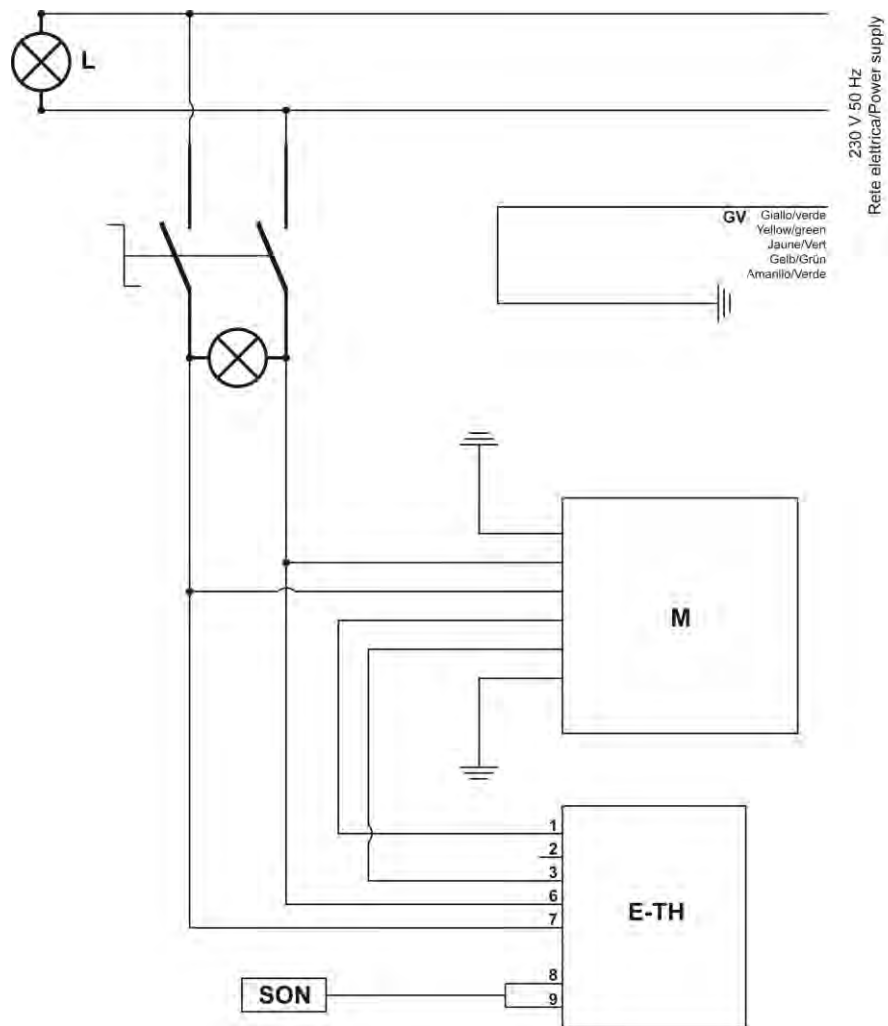 L
230 V 50 Hz
Rete elettrica/Power supply
GV Giallo/verde
Yellow/green
Jaune/Vert
Gelb/Grün
Amarillo/Verde
M
1
2
3
6
7
E-TH
8
9
SON